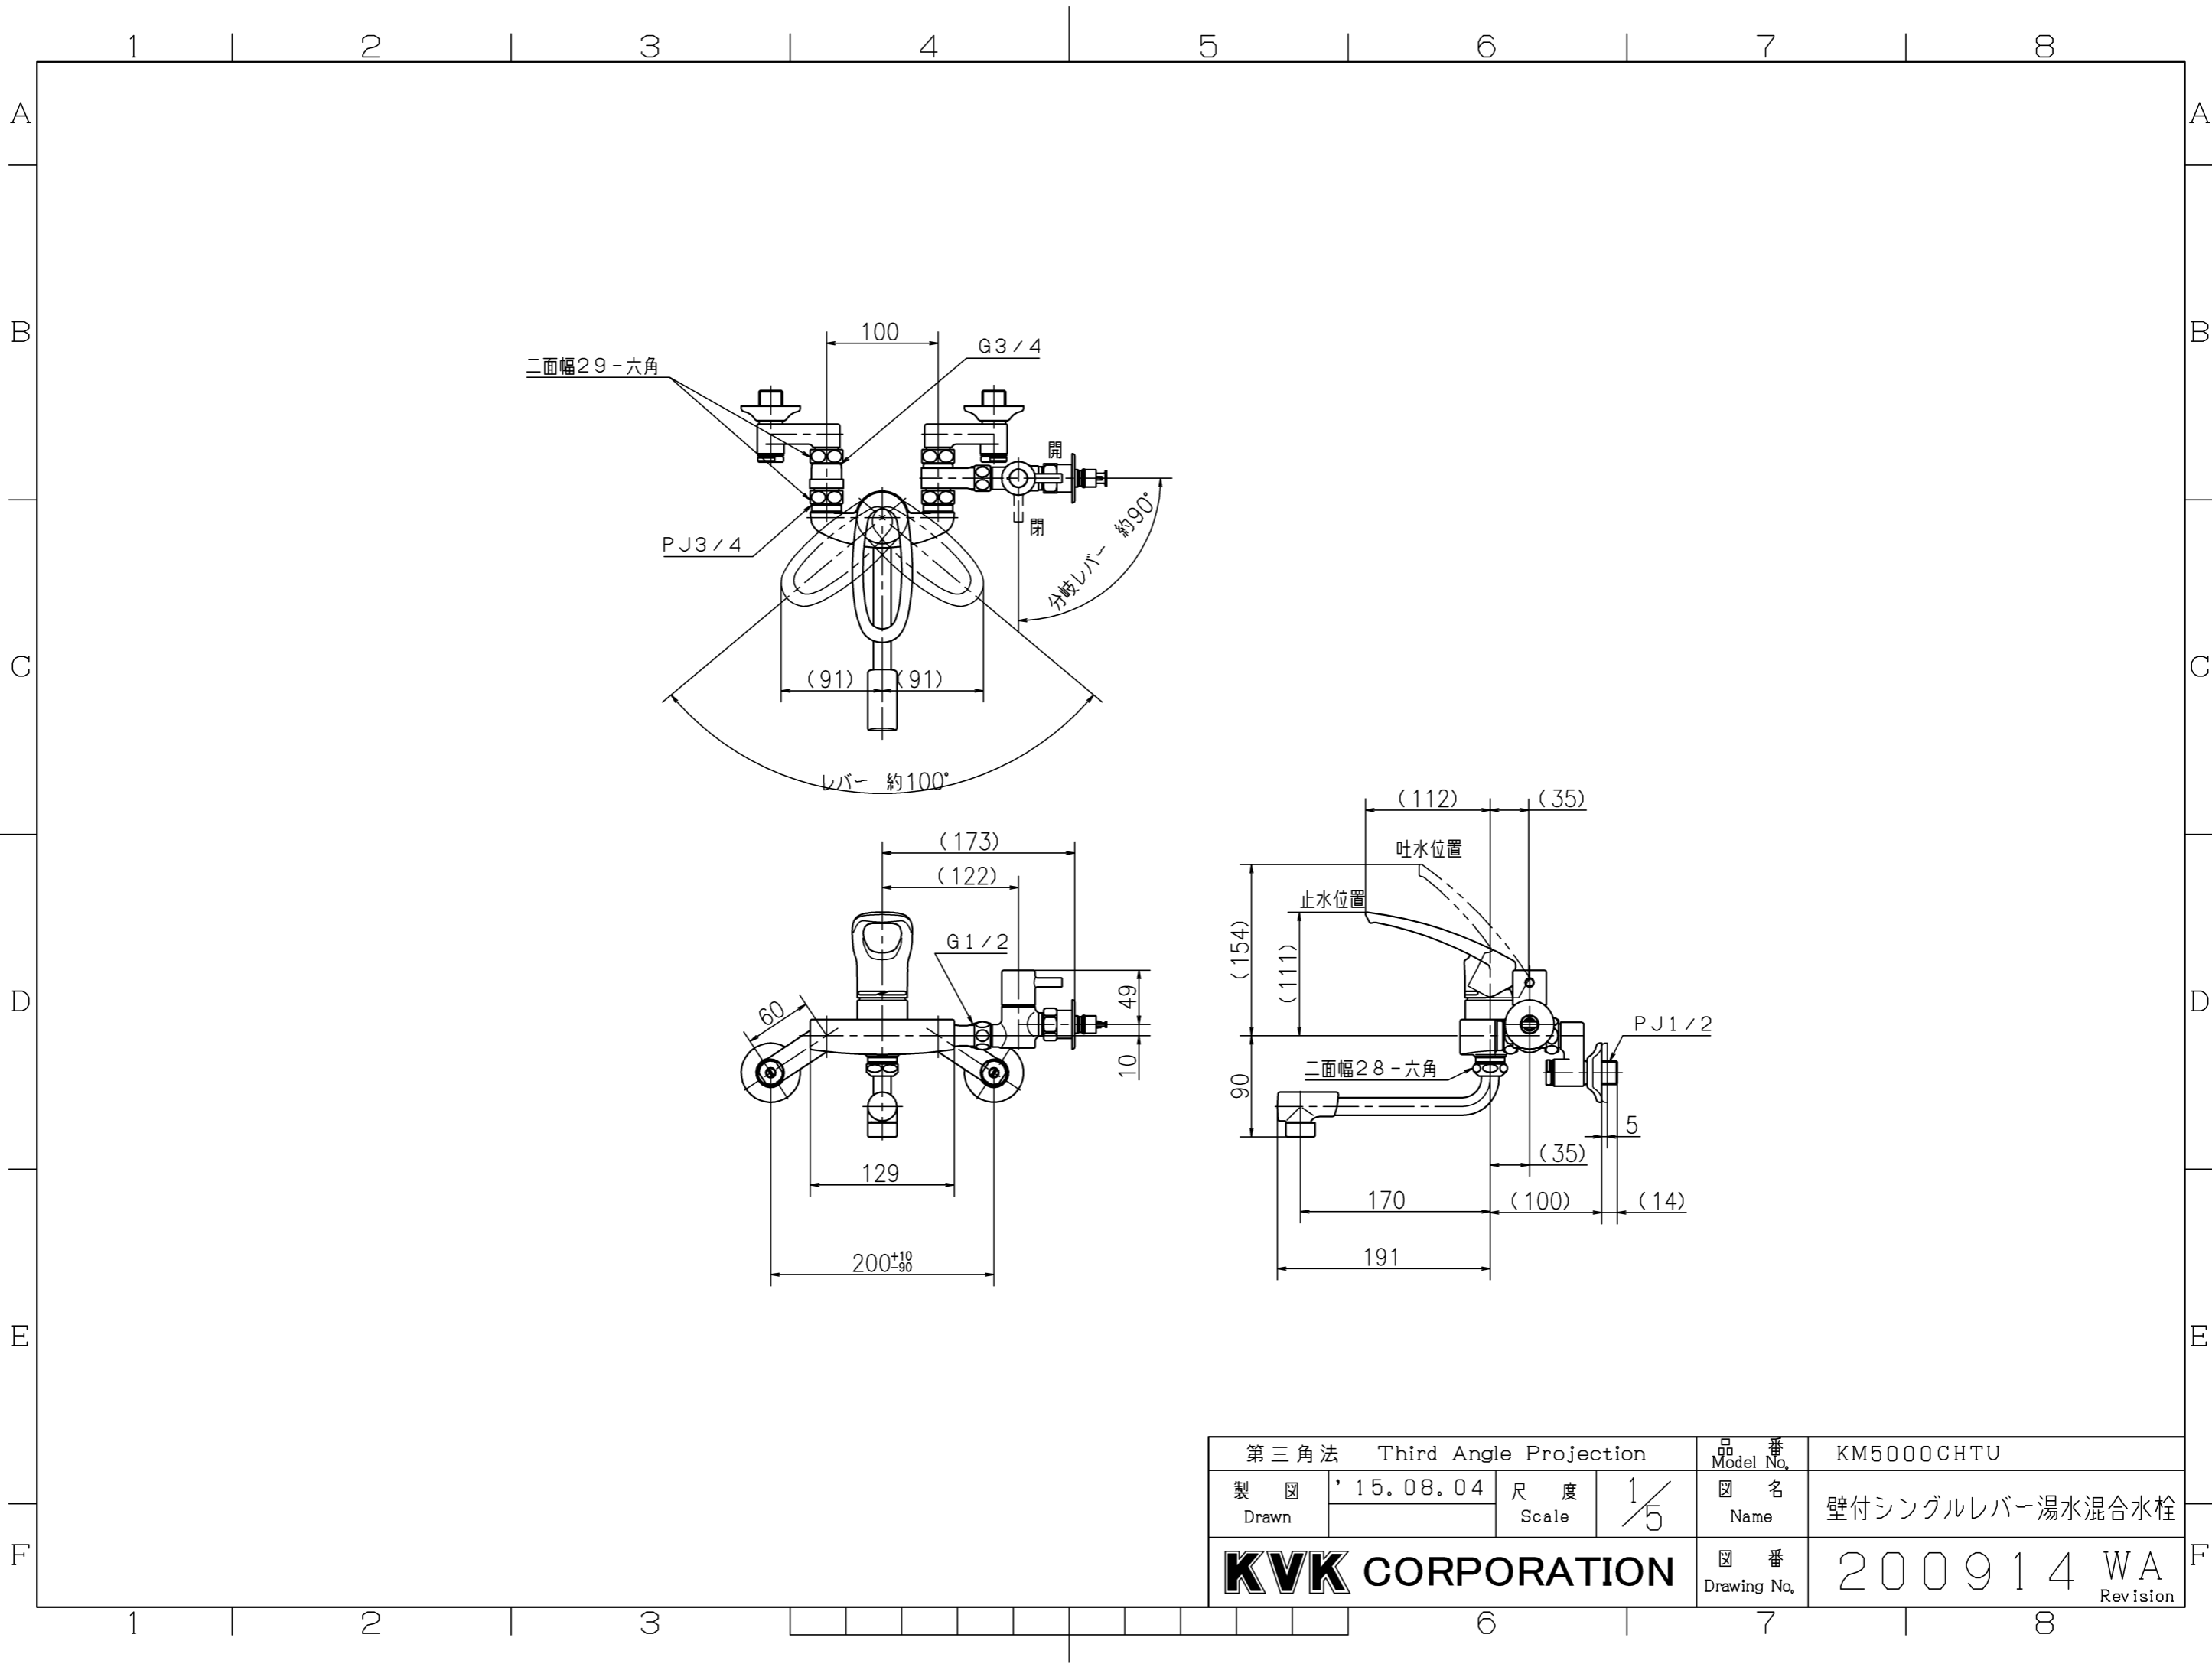 1 2 3 4 5 6 7 8
A A
B B
C C
D D
E E
F F
100
G3/4
二面幅29-六角
開
閉
PJ3/4
分岐レバー 約90°
(91) (91)
レバー 約100°
(173)
(122)
G1/2
60
49
10
129
200 +10 -90
(112) (35)
吐水位置
止水位置
(154)
(111)
90
PJ1/2
二面幅28-六角
5
(35)
170 (100) (14)
191
第三角法 Third Angle Projection
品番 Model No.
KM5000CHTU
製図 Drawn
'15.08.04
尺度 Scale
1/5
図名 Name
壁付シングルレバー湯水混合水栓
KVK CORPORATION
図番 Drawing No.
200914 WA
Revision
1 2 3 6 7 8